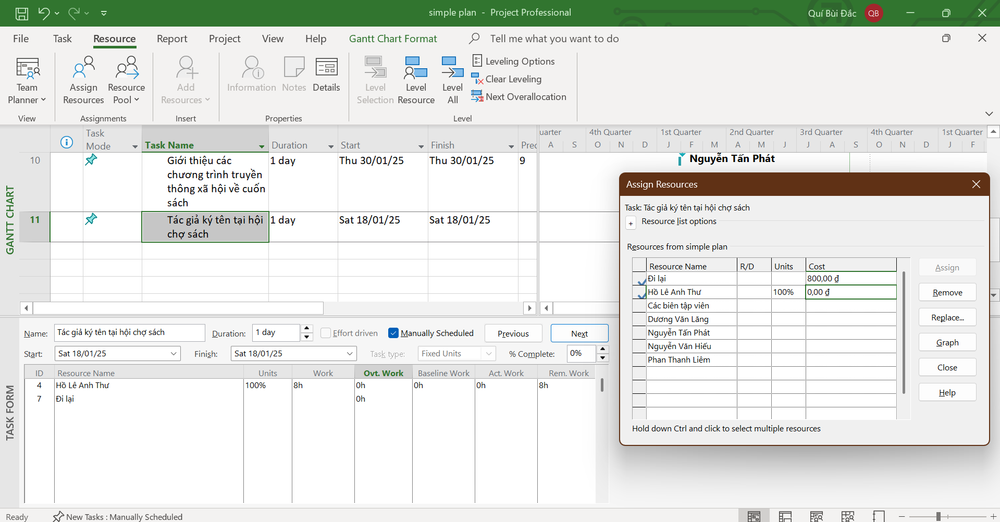 simple plan - Project Professional
Quí Bùi Đắc
QB
File Task Resource Report Project View Help Gantt Chart Format Tell me what you want to do
Team Planner
Assign Resources
Resource Pool
Add Resources
Information
Notes
Details
Level Selection
Level Resource
Level All
Leveling Options
Clear Leveling
Next Overallocation
View Assignments Insert Properties Level
GANTT CHART
Task Mode Task Name Duration Start Finish Prec
10 Giới thiệu các 1 day Thu 30/01/25 Thu 30/01/25 9
chương trình truyền
thông xã hội về cuốn
sách
11 Tác giả ký tên tại hội 1 day Sat 18/01/25 Sat 18/01/25
chợ sách
uarter 4th Quarter 1st Quarter 2nd Quarter 3rd Quarter 4th Quarter 1st Quarter
A S O N D J F M A M J J A S O N D J F
Nguyễn Tấn Phát
Assign Resources
Task: Tác giả ký tên tại hội chợ sách
+ Resource list options
Resources from simple plan
Resource Name R/D Units Cost
Đi lại 800,00 ₫
Hồ Lê Anh Thư 100% 0,00 ₫
Các biên tập viên
Dương Văn Lăng
Nguyễn Tấn Phát
Nguyễn Văn Hiếu
Phan Thanh Liêm
Assign
Remove
Replace...
Graph
Close
Help
Hold down Ctrl and click to select multiple resources
TASK FORM
Name: Tác giả ký tên tại hội chợ sách Duration: 1 day Effort driven Manually Scheduled Previous Next
Start: Sat 18/01/25 Finish: Sat 18/01/25 Task type: Fixed Units % Complete: 0%
ID Resource Name Units Work Ovt. Work Baseline Work Act. Work Rem. Work
4 Hồ Lê Anh Thư 100% 8h 0h 0h 0h 8h
7 Đi lại 0h
Ready New Tasks : Manually Scheduled